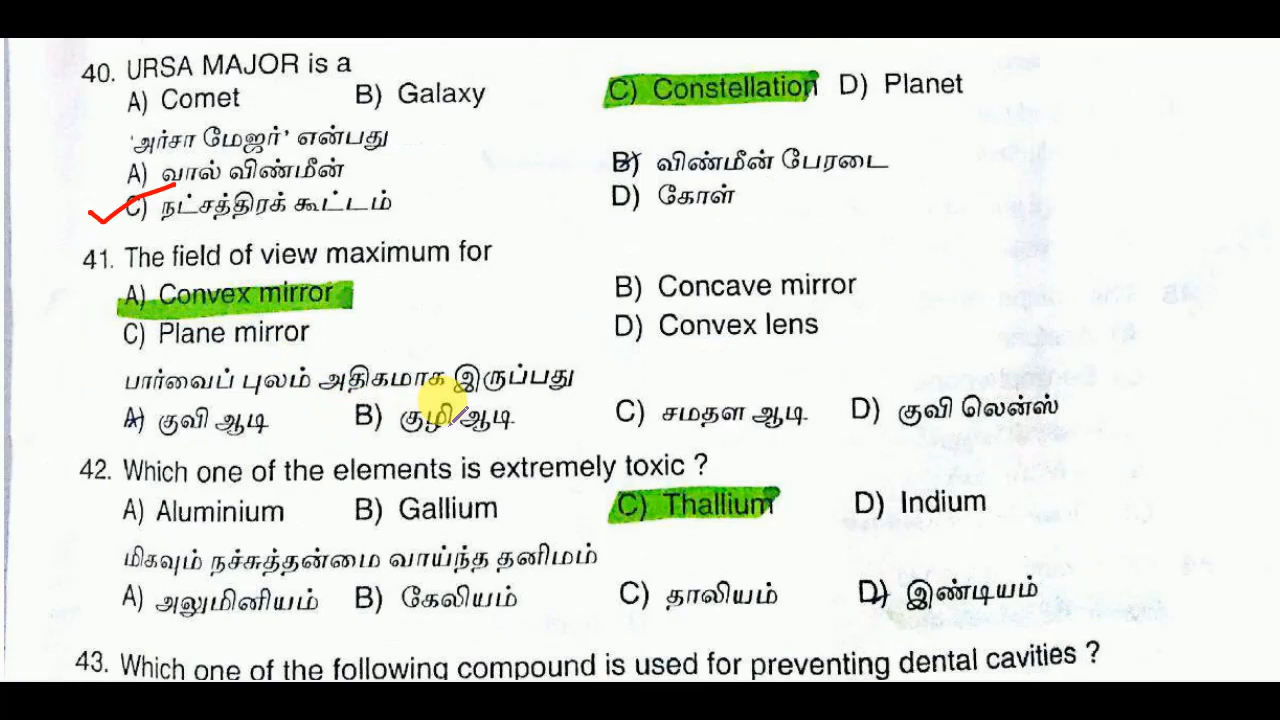 40. URSA MAJOR is a
A) Comet B) Galaxy C) Constellation D) Planet
'அர்சா மேஜர்' என்பது
A) வால் விண்மீன் B) விண்மீன் பேரடை
C) நட்சத்திரக் கூட்டம் D) கோள்
41. The field of view maximum for
A) Convex mirror B) Concave mirror
C) Plane mirror D) Convex lens
பார்வைப் புலம் அதிகமாக இருப்பது
A) குவி ஆடி B) குழி ஆடி C) சமதள ஆடி D) குவி லென்ஸ்
42. Which one of the elements is extremely toxic ?
A) Aluminium B) Gallium C) Thallium D) Indium
மிகவும் நச்சுத்தன்மை வாய்ந்த தனிமம்
A) அலுமினியம் B) கேலியம் C) தாலியம் D) இண்டியம்
43. Which one of the following compound is used for preventing dental cavities ?